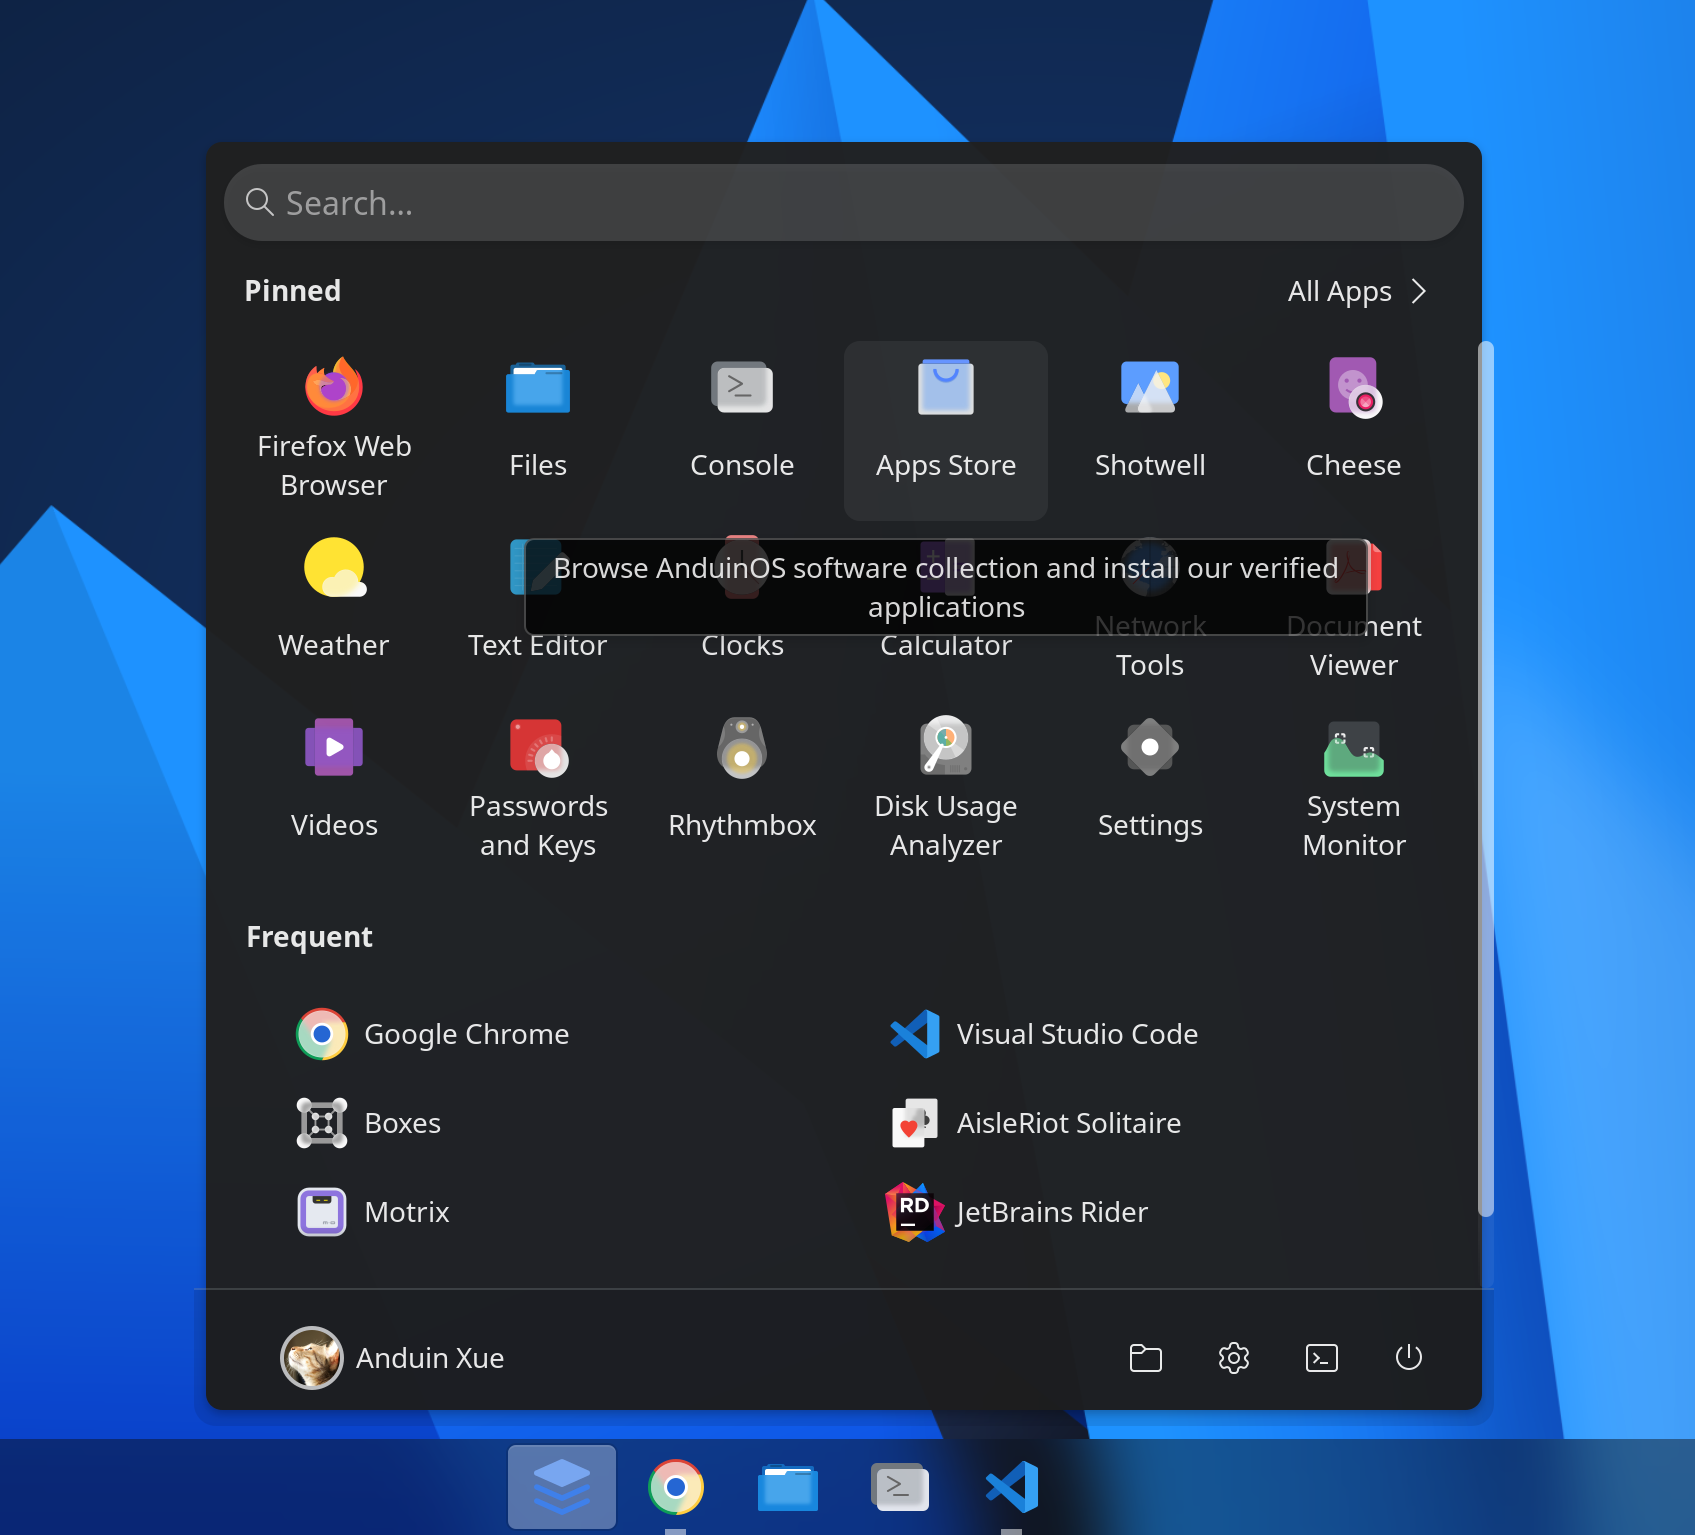 Search...
Pinned
All Apps
Firefox Web
Browser
Files
Console
Apps Store
Shotwell
Cheese
Browse AnduinOS software collection and install our verified
applications
Weather
Text Editor
Clocks
Calculator
Network
Tools
Document
Viewer
Videos
Passwords
and Keys
Rhythmbox
Disk Usage
Analyzer
Settings
System
Monitor
Frequent
Google Chrome
Visual Studio Code
Boxes
AisleRiot Solitaire
Motrix
RD
JetBrains Rider
Anduin Xue